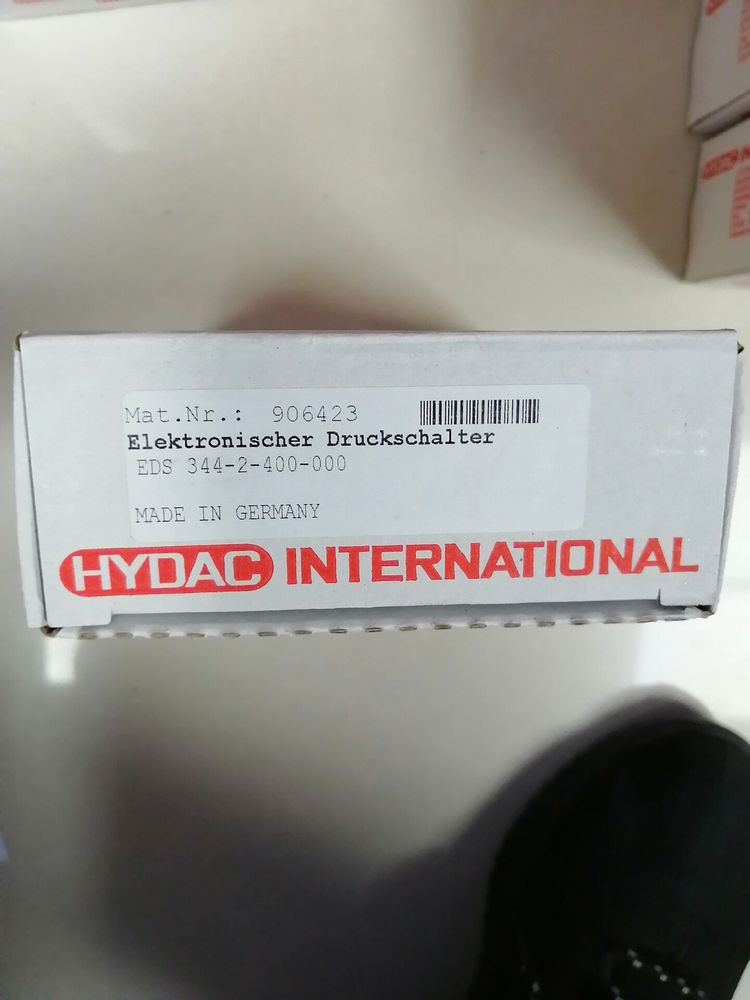 Mat.Nr.: 906423
Elektronischer Druckschalter
EDS 344-2-400-000
MADE IN GERMANY
HYDAC INTERNATIONAL